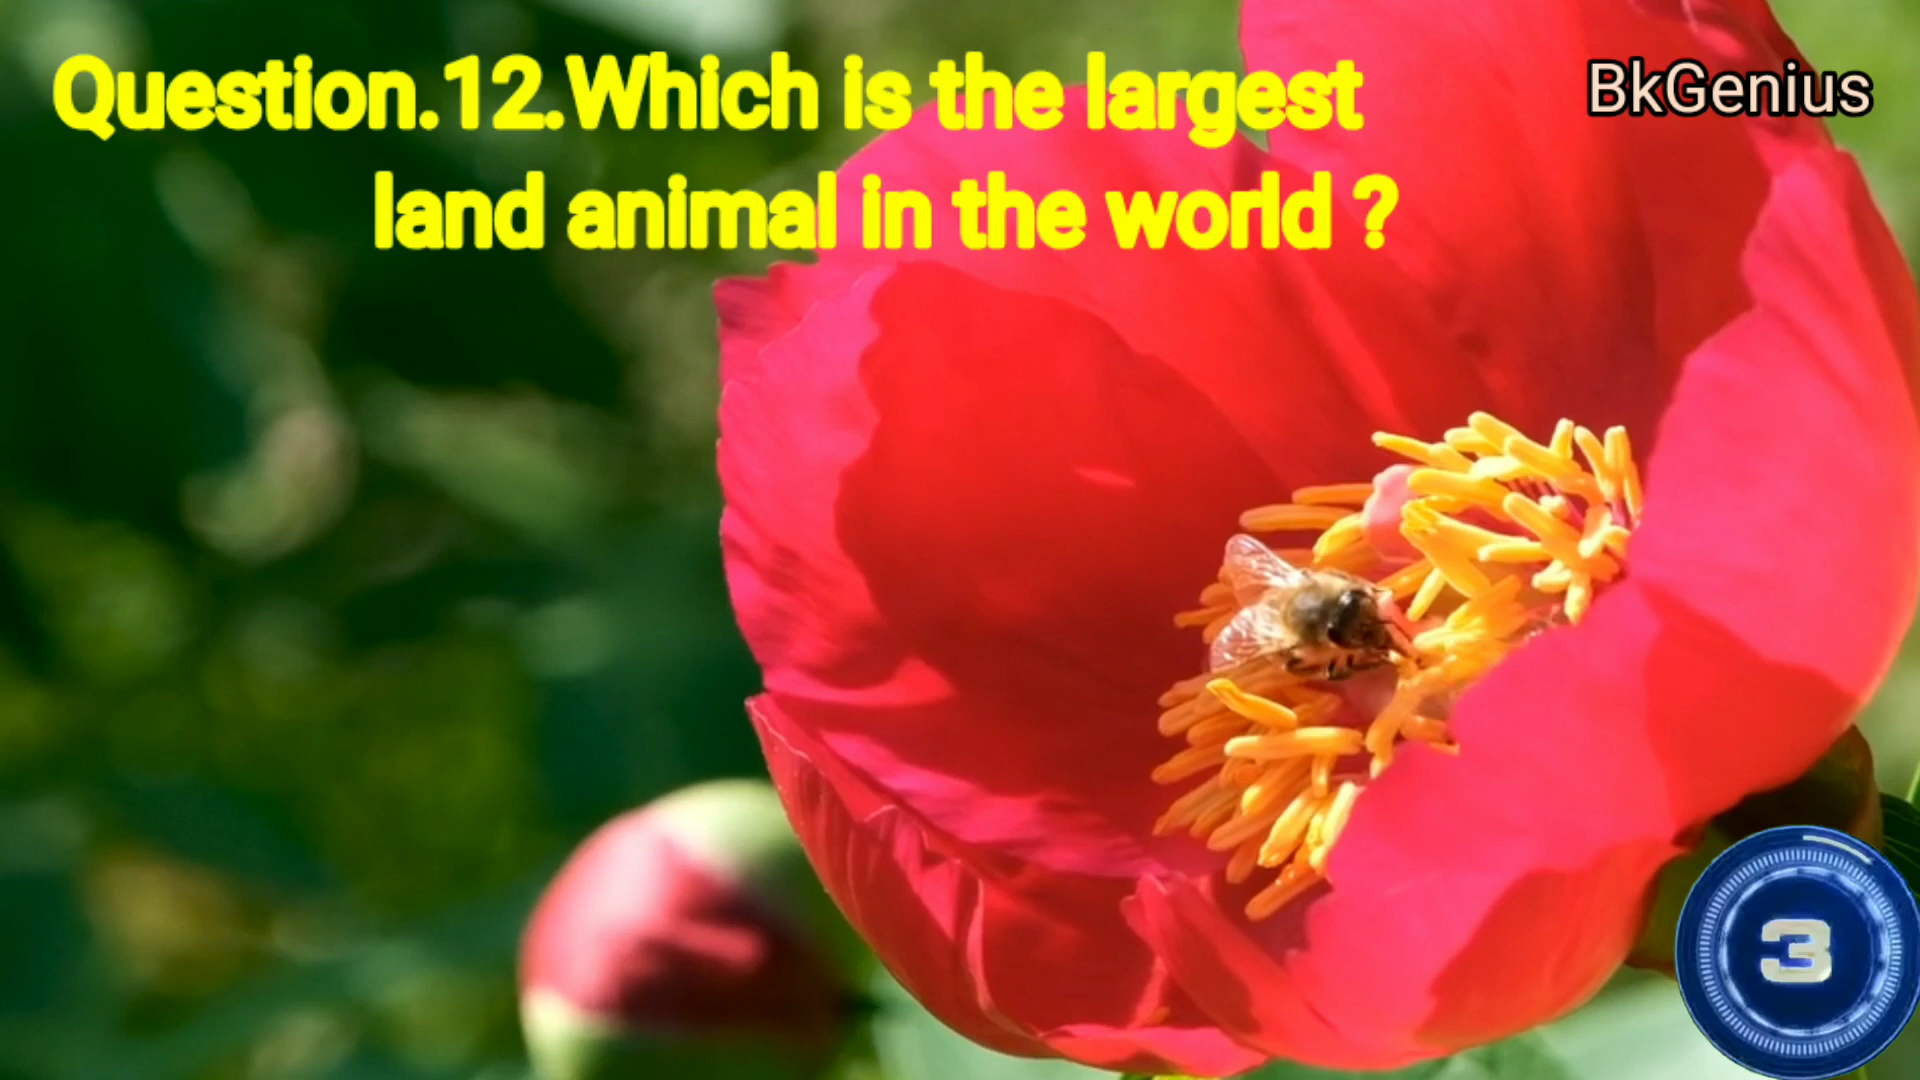 Question.12.Which is the largest
land animal in the world ?
BkGenius
3